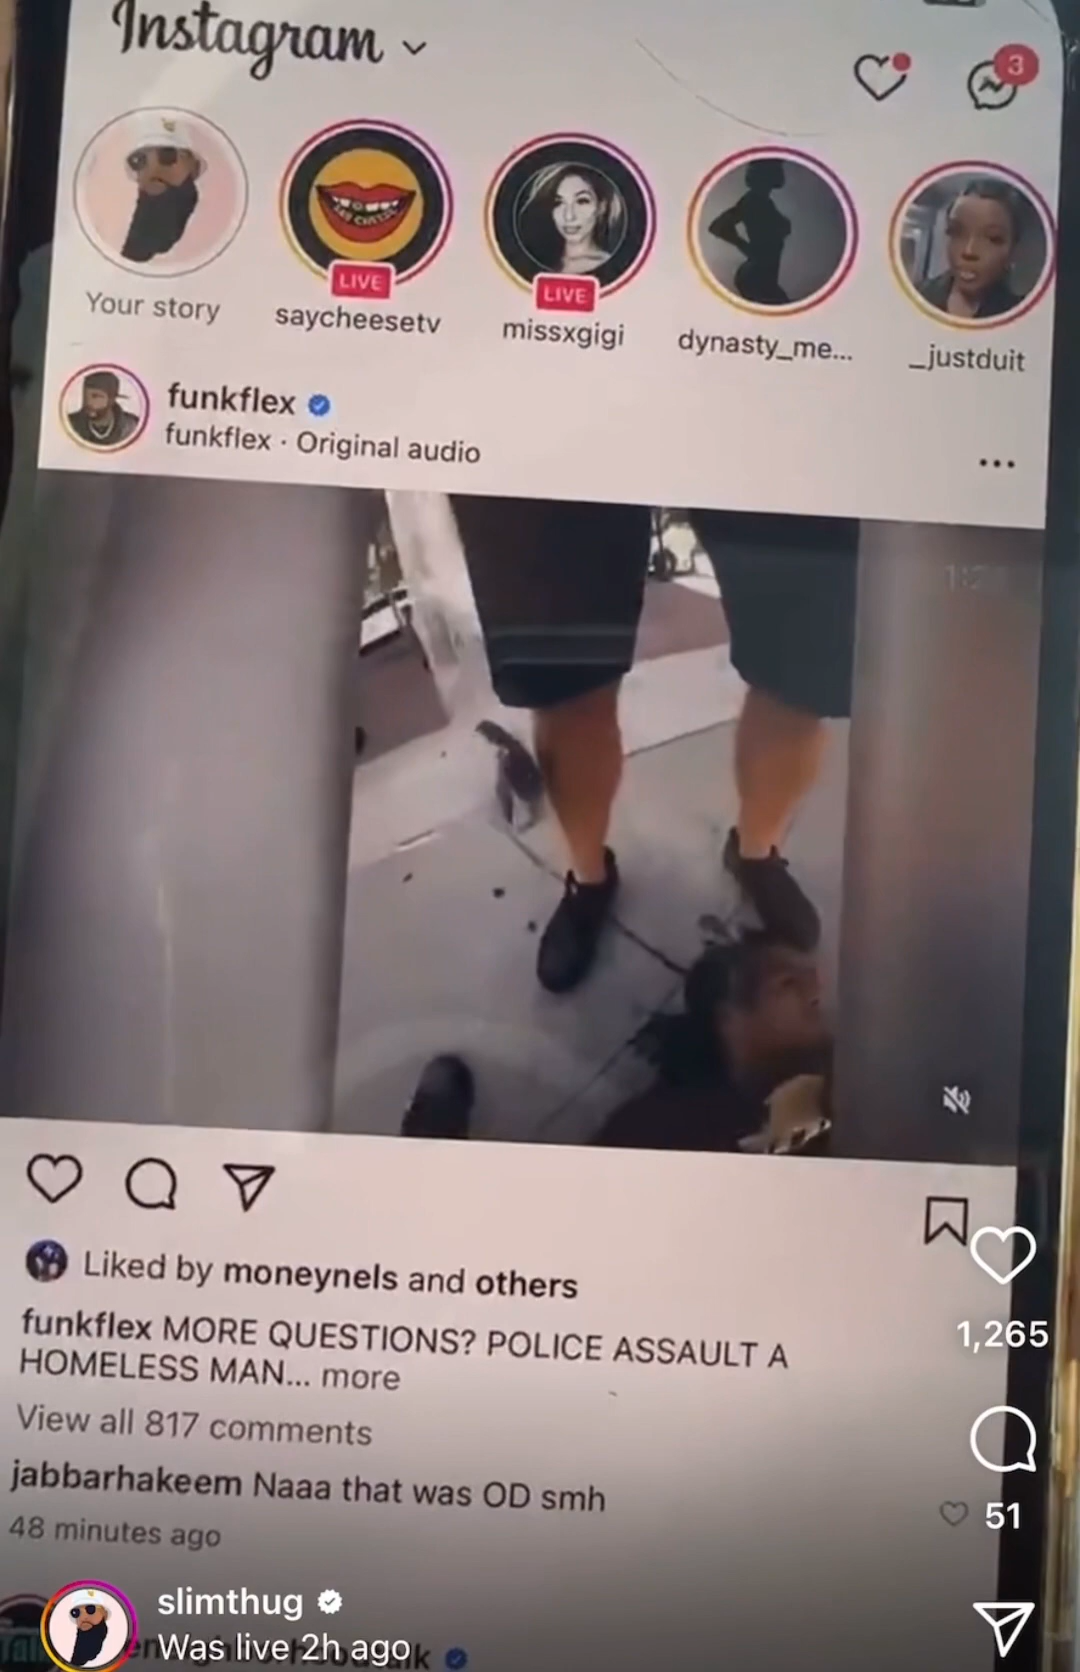 Instagram
3
LIVE
LIVE
Your story
saycheesetv
missxgigi
dynasty_me...
_justduit
funkflex
funkflex · Original audio
...
Liked by moneynels and others
funkflex MORE QUESTIONS? POLICE ASSAULT A
HOMELESS MAN... more
1,265
View all 817 comments
jabbarhakeem Naaa that was OD smh
51
48 minutes ago
slimthug
Was live 2h ago